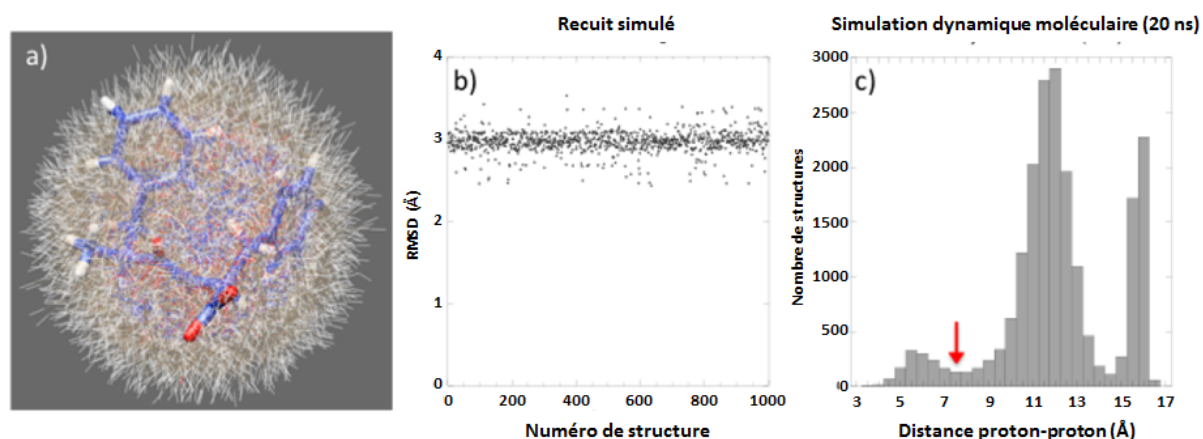 a)
Recuit simulé
b)
RMSD (Å)
4
3
2
1
0
0 200 400 600 800 1000
Numéro de structure
Simulation dynamique moléculaire (20 ns)
c)
Nombre de structures
3000
2500
2000
1500
1000
500
0
3 5 7 9 11 13 15 17
Distance proton-proton (Å)